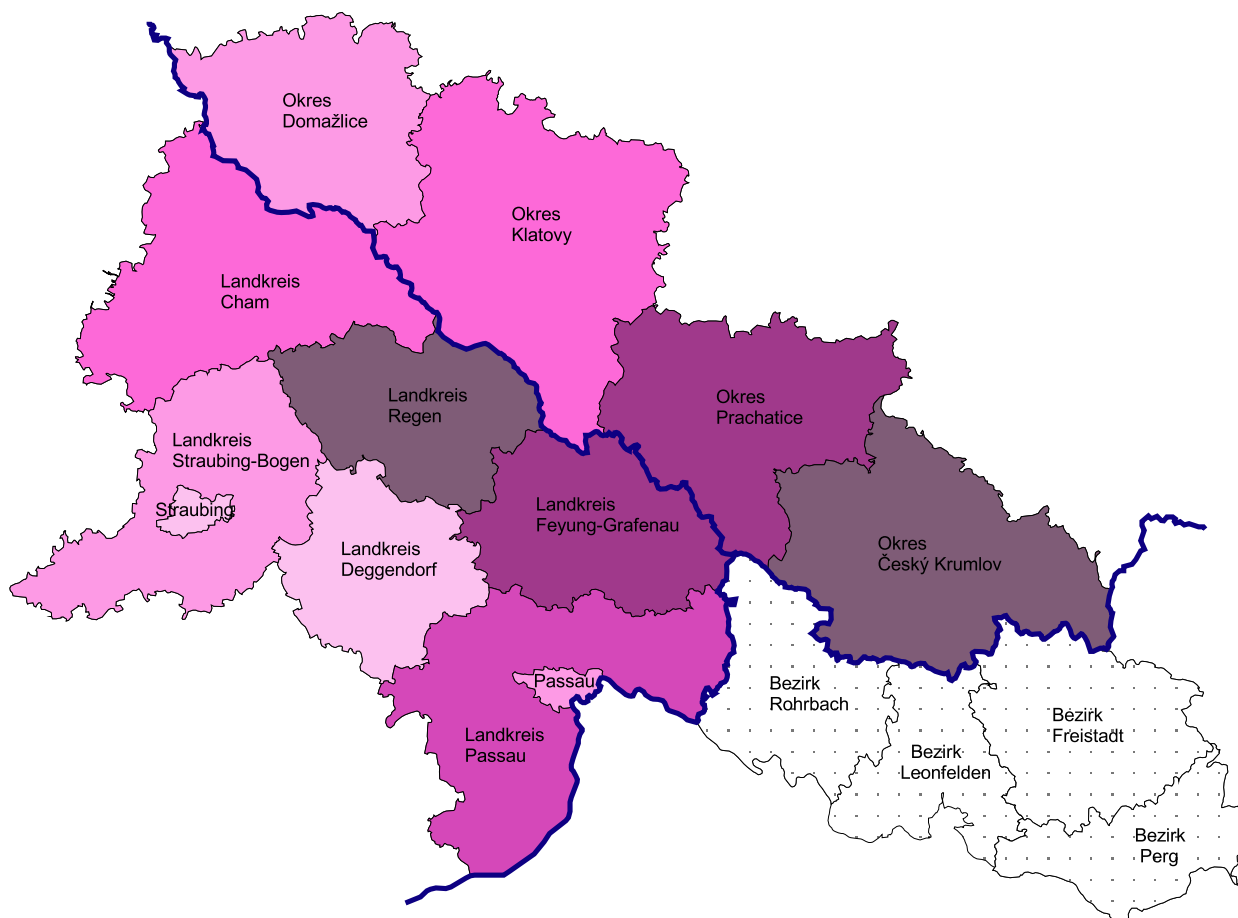 Okres
Domažlice
Okres
Klatovy
Landkreis
Cham
Landkreis
Regen
Okres
Prachatice
Landkreis
Straubing-Bogen
Straubing
Landkreis
Feyung-Grafenau
Landkreis
Deggendorf
Okres
Český Krumlov
Passau
Bezirk
Rohrbach
Landkreis
Passau
Bezirk
Freistadt
Bezirk
Leonfelden
Bezirk
Perg